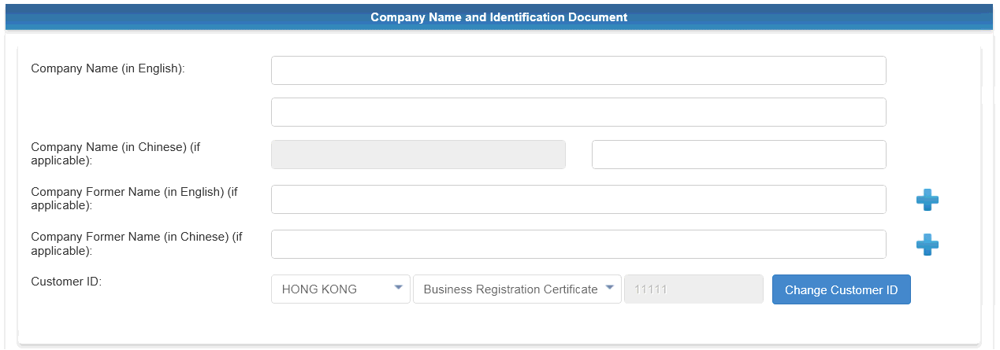 Company Name and Identification Document
Company Name (in English):
Company Name (in Chinese) (if
applicable):
Company Former Name (in English) (if
applicable):
Company Former Name (in Chinese) (if
applicable):
Customer ID:
HONG KONG
Business Registration Certificate
11111
Change Customer ID